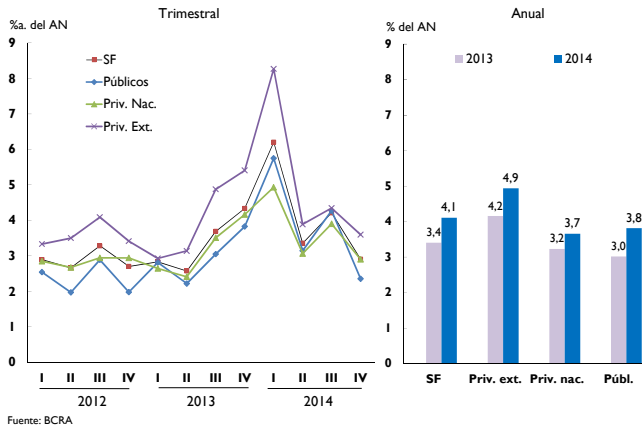 Trimestral
%a. del AN
9
8
7
6
5
4
3
2
1
0
SF
Públicos
Priv. Nac.
Priv. Ext.
I II III IV I II III IV I II III IV
2012 2013 2014
Fuente: BCRA
Anual
% del AN
9
8
7
6
5
4
3
2
1
0
2013 2014
3,4 4,1 4,2 4,9 3,2 3,7 3,0 3,8
SF Priv. ext. Priv. nac. Públ.